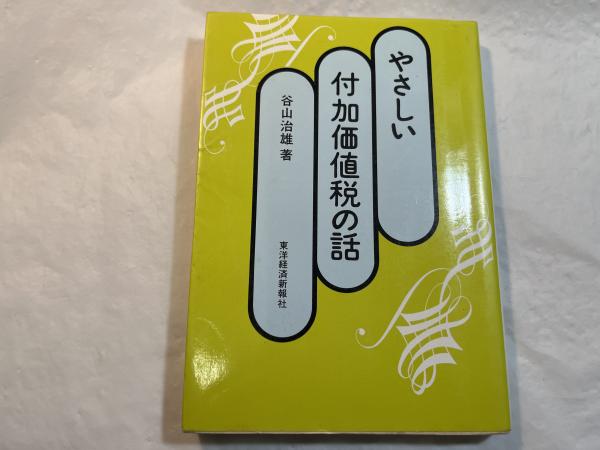 やさしい
付加価値税の話
谷山治雄 著
東洋経済新報社